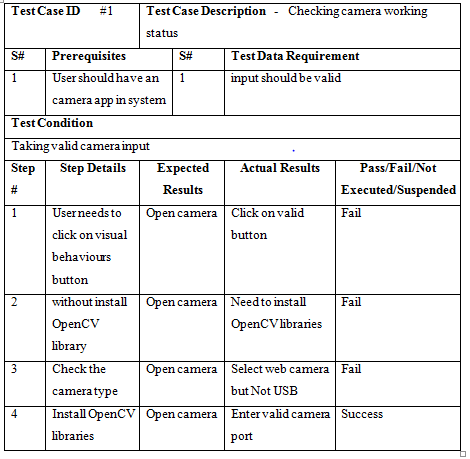 Test Case ID #1 Test Case Description - Checking camera working
status
S# Prerequisites S# Test Data Requirement
1 User should have an 1 input should be valid
camera app in system
Test Condition
Taking valid camera input
Step Step Details Expected Actual Results Pass/Fail/Not
# Results Executed/Suspended
1 User needs to Open camera Click on valid Fail
click on visual button
behaviours
button
2 without install Open camera Need to install Fail
OpenCV OpenCV libraries
library
3 Check the Open camera Select web camera Fail
camera type but Not USB
4 Install OpenCV Open camera Enter valid camera Success
libraries port